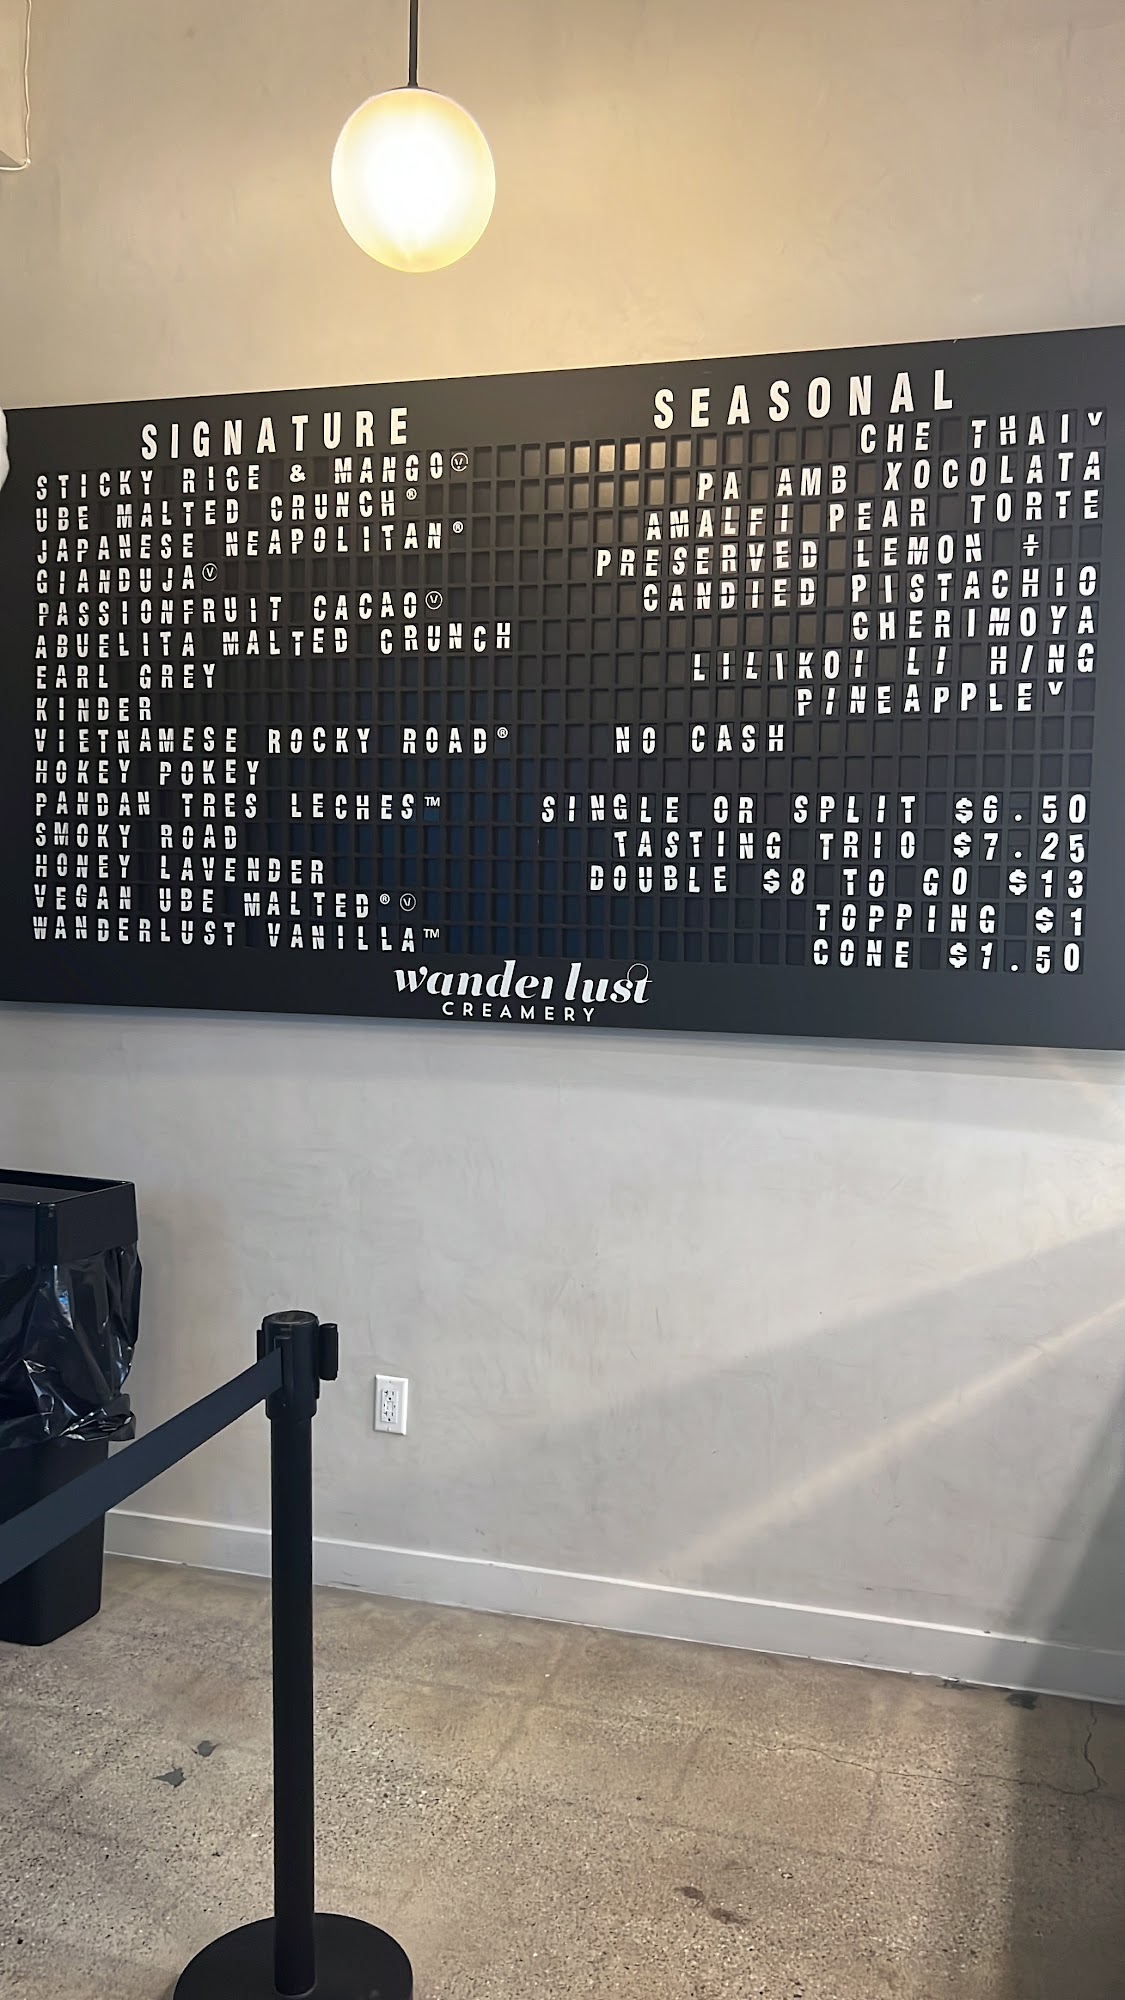 SIGNATURE
STICKY RICE & MANGO Ⓥ
UBE MALTED CRUNCH®
JAPANESE NEAPOLITAN®
GIANDUJA Ⓥ
PASSIONFRUIT CACAO Ⓥ
ABUELITA MALTED CRUNCH
EARL GREY
KINDER
VIETNAMESE ROCKY ROAD®
HOKEY POKEY
PANDAN TRES LECHES™
SMOKY ROAD
HONEY LAVENDER
VEGAN UBE MALTED® Ⓥ
WANDERLUST VANILLA™
SEASONAL
CHE THAI V
PA AMB XOCOLATA
AMALFI PEAR TORTE
PRESERVED LEMON +
CANDIED PISTACHIO
CHERIMOYA
LILIKOI LI HING
PINEAPPLE V
NO CASH
SINGLE OR SPLIT $6.50
TASTING TRIO $7.25
DOUBLE $8 TO GO $13
TOPPING $1
CONE $1.50
wanderlust
CREAMERY